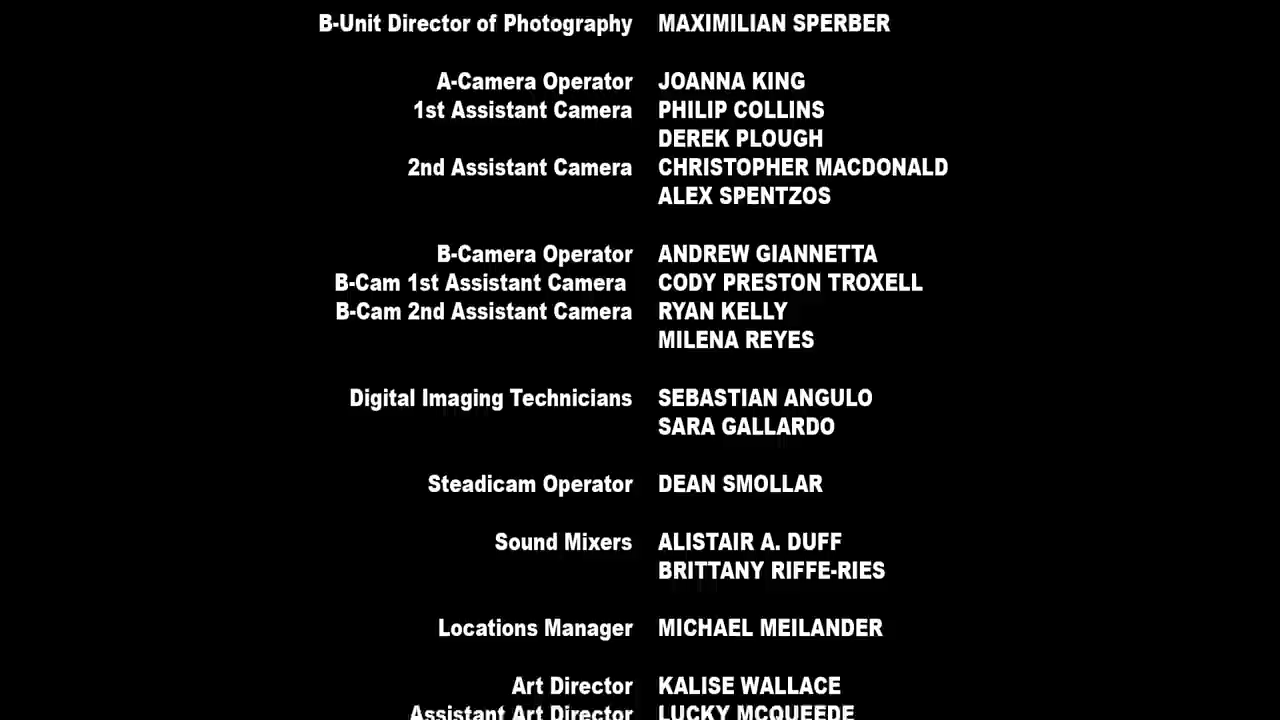 B-Unit Director of Photography MAXIMILIAN SPERBER
A-Camera Operator JOANNA KING
1st Assistant Camera PHILIP COLLINS
DEREK PLOUGH
2nd Assistant Camera CHRISTOPHER MACDONALD
ALEX SPENTZOS
B-Camera Operator ANDREW GIANNETTA
B-Cam 1st Assistant Camera CODY PRESTON TROXELL
B-Cam 2nd Assistant Camera RYAN KELLY
MILENA REYES
Digital Imaging Technicians SEBASTIAN ANGULO
SARA GALLARDO
Steadicam Operator DEAN SMOLLAR
Sound Mixers ALISTAIR A. DUFF
BRITTANY RIFFE-RIES
Locations Manager MICHAEL MEILANDER
Art Director KALISE WALLACE
Assistant Art Director LUCKY MCQUEEDE